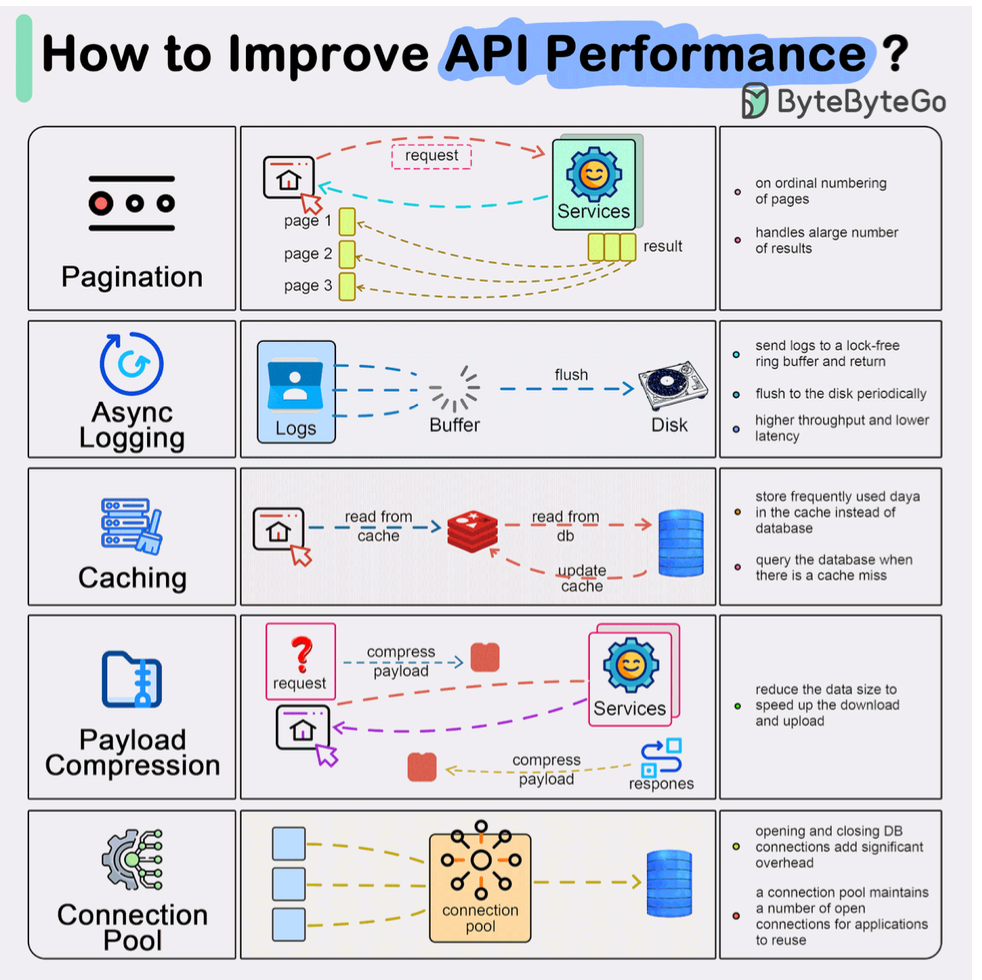 How to Improve API Performance ?
ByteByteGo
Pagination
request
Services
page 1
page 2
page 3
result
on ordinal numbering
of pages
handles alarge number
of results
Async
Logging
Logs
Buffer
flush
Disk
send logs to a lock-free
ring buffer and return
flush to the disk periodically
higher throughput and lower
latency
Caching
read from
cache
read from
db
update
cache
store frequently used daya
in the cache instead of
database
query the database when
there is a cache miss
Payload
Compression
request
compress
payload
Services
compress
payload
respones
reduce the data size to
speed up the download
and upload
Connection
Pool
connection
pool
opening and closing DB
connections add significant
overhead
a connection pool maintains
a number of open
connections for applications
to reuse